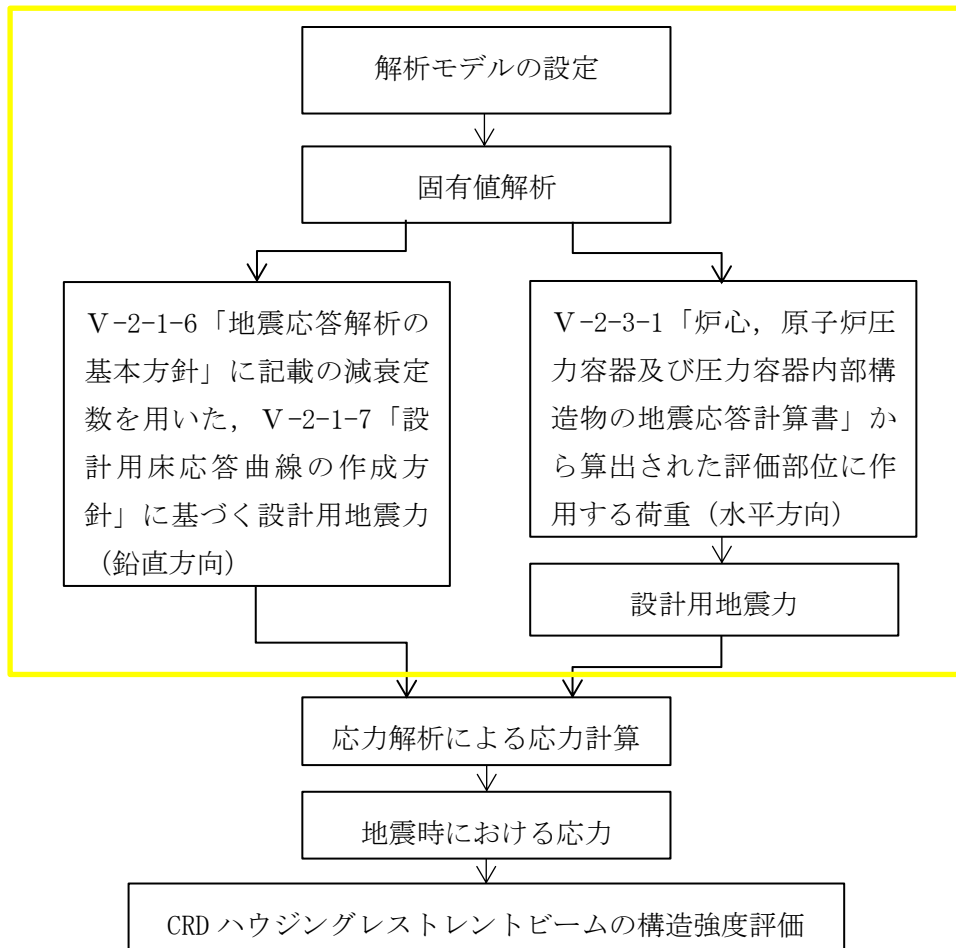 解析モデルの設定
固有値解析
Ⅴ-2-1-6「地震応答解析の
基本方針」に記載の減衰定
数を用いた，Ⅴ-2-1-7「設
計用床応答曲線の作成方
針」に基づく設計用地震力
（鉛直方向）
Ⅴ-2-3-1「炉心，原子炉圧
力容器及び圧力容器内部構
造物の地震応答計算書」か
ら算出された評価部位に作
用する荷重（水平方向）
設計用地震力
応力解析による応力計算
地震時における応力
CRD ハウジングレストレントビームの構造強度評価